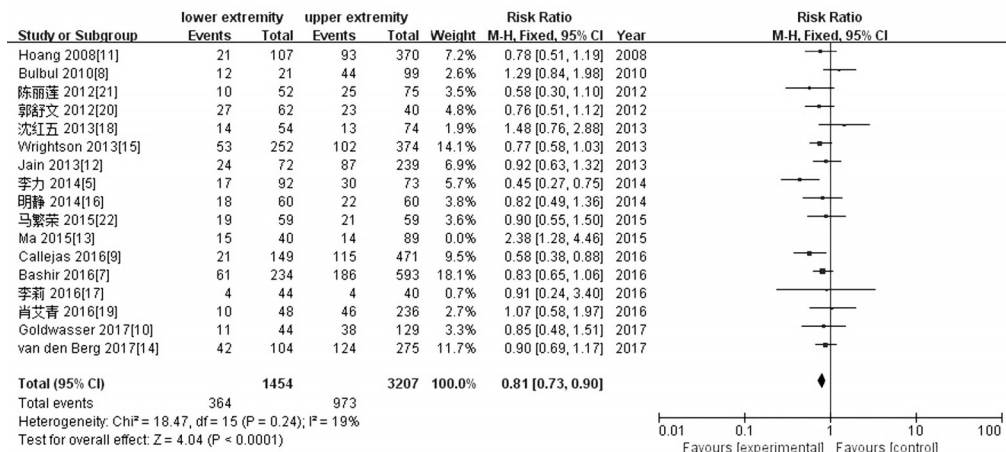 lower extremity upper extremity Risk Ratio Risk Ratio
Study or Subgroup Events Total Events Total Weight M-H, Fixed, 95% CI Year M-H, Fixed, 95% CI
Hoang 2008[11] 21 107 93 370 7.2% 0.78 [0.51, 1.19] 2008
Bulbul 2010[8] 12 21 44 99 2.6% 1.29 [0.84, 1.98] 2010
陈丽莲 2012[21] 10 52 25 75 3.5% 0.58 [0.30, 1.10] 2012
郭舒文 2012[20] 27 62 23 40 4.8% 0.76 [0.51, 1.12] 2012
沈红五 2013[18] 14 54 13 74 1.9% 1.48 [0.76, 2.88] 2013
Wrightson 2013[15] 53 252 102 374 14.1% 0.77 [0.58, 1.03] 2013
Jain 2013[12] 24 72 87 239 6.9% 0.92 [0.63, 1.32] 2013
李力 2014[5] 17 92 30 73 5.7% 0.45 [0.27, 0.75] 2014
明静 2014[16] 18 60 22 60 3.8% 0.82 [0.49, 1.36] 2014
马繁荣 2015[22] 19 59 21 59 3.6% 0.90 [0.55, 1.50] 2015
Ma 2015[13] 15 40 14 89 0.0% 2.38 [1.28, 4.46] 2015
Callejas 2016[9] 21 149 115 471 9.5% 0.58 [0.38, 0.88] 2016
Bashir 2016[7] 61 234 186 593 18.1% 0.83 [0.65, 1.06] 2016
李莉 2016[17] 4 44 4 40 0.7% 0.91 [0.24, 3.40] 2016
肖艾青 2016[19] 10 48 46 236 2.7% 1.07 [0.58, 1.97] 2016
Goldwasser 2017[10] 11 44 38 129 3.3% 0.85 [0.48, 1.51] 2017
van den Berg 2017[14] 42 104 124 275 11.7% 0.90 [0.69, 1.17] 2017
Total (95% CI) 1454 3207 100.0% 0.81 [0.73, 0.90]
Total events 364 973
Heterogeneity: Chi² = 18.47, df = 15 (P = 0.24); I² = 19%
Test for overall effect: Z = 4.04 (P < 0.0001)
0.01 0.1 1 10 100
Favours [experimental] Favours [control]